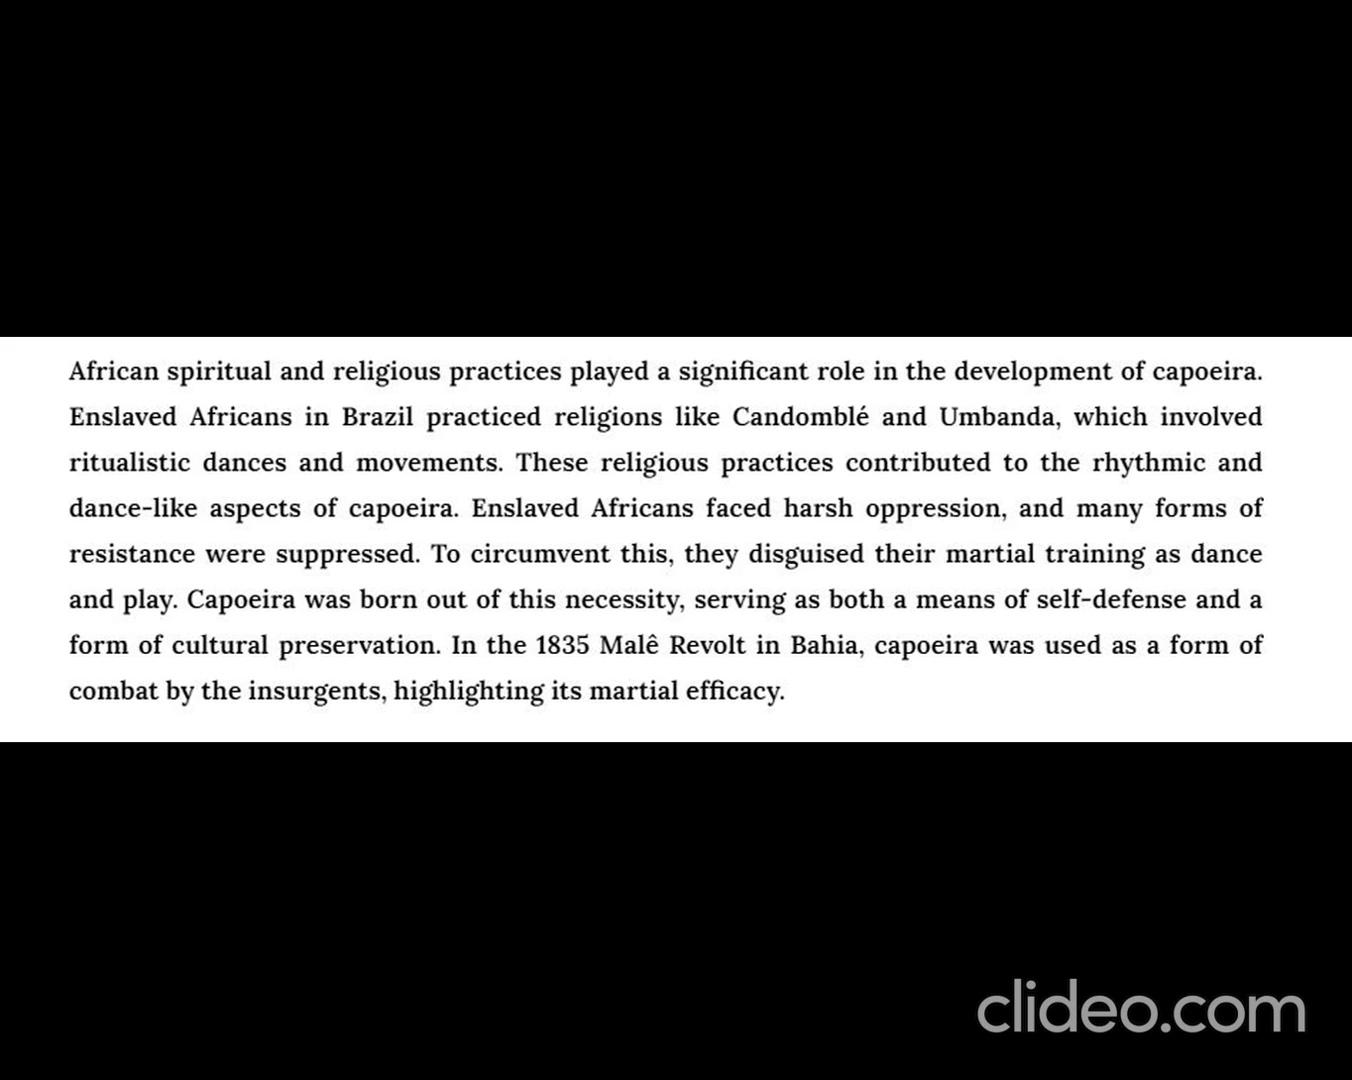 African spiritual and religious practices played a significant role in the development of capoeira.
Enslaved Africans in Brazil practiced religions like Candomblé and Umbanda, which involved
ritualistic dances and movements. These religious practices contributed to the rhythmic and
dance-like aspects of capoeira. Enslaved Africans faced harsh oppression, and many forms of
resistance were suppressed. To circumvent this, they disguised their martial training as dance
and play. Capoeira was born out of this necessity, serving as both a means of self-defense and a
form of cultural preservation. In the 1835 Malê Revolt in Bahia, capoeira was used as a form of
combat by the insurgents, highlighting its martial efficacy.
clideo.com